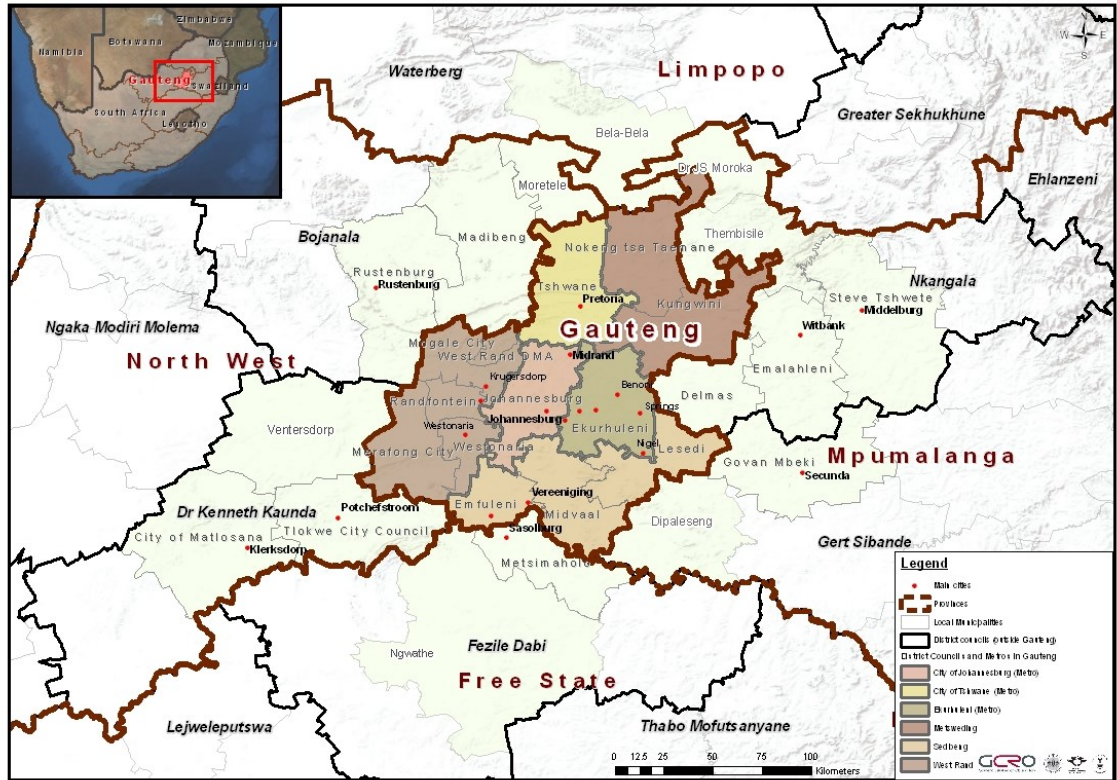 Zimbabwe
Namibia
Botswana
Mozambique
Gauteng
Swaziland
South Africa
Lesotho
W E
S
Waterberg
Limpopo
Greater Sekhukhune
Bela-Bela
Ehlanzeni
Dr JS Moroka
Moretele
Bojanala
Madibeng
Thembisile
Nokeng tsa Taemane
Rustenburg
Rustenburg
Nkangala
Tshwane
Steve Tshwete
Pretoria
Kungwini
Middelburg
Ngaka Modiri Molema
Gauteng
Witbank
North West
Mogale City
West Rand DMA
Midrand
Emalahleni
Krugersdorp
Benoni
Delmas
Randfontein
Johannesburg
Springs
Johannesburg
Ekurhuleni
Ventersdorp
Westonaria
Westonaria
Nigel
Lesedi
Merafong City
Govan Mbeki
Mpumalanga
Secunda
Vereeniging
Emfuleni
Midvaal
Potchefstroom
Dr Kenneth Kaunda
Tlokwe City Council
Sasolburg
Dipaleseng
City of Matlosana
Klerksdorp
Gert Sibande
Metsimaholo
Fezile Dabi
Ngwathe
Free State
Lejweleputswa
Thabo Mofutsanyane
0 12.5 25 50 75 100
Kilometers
Legend
Main cities
Provinces
Local Municipalities
District councils (outside Gauteng)
District Councils and Metros in Gauteng
City of Johannesburg (Metro)
City of Tshwane (Metro)
Ekurhuleni (Metro)
Metsweding
Sedibeng
West Rand
GCRO